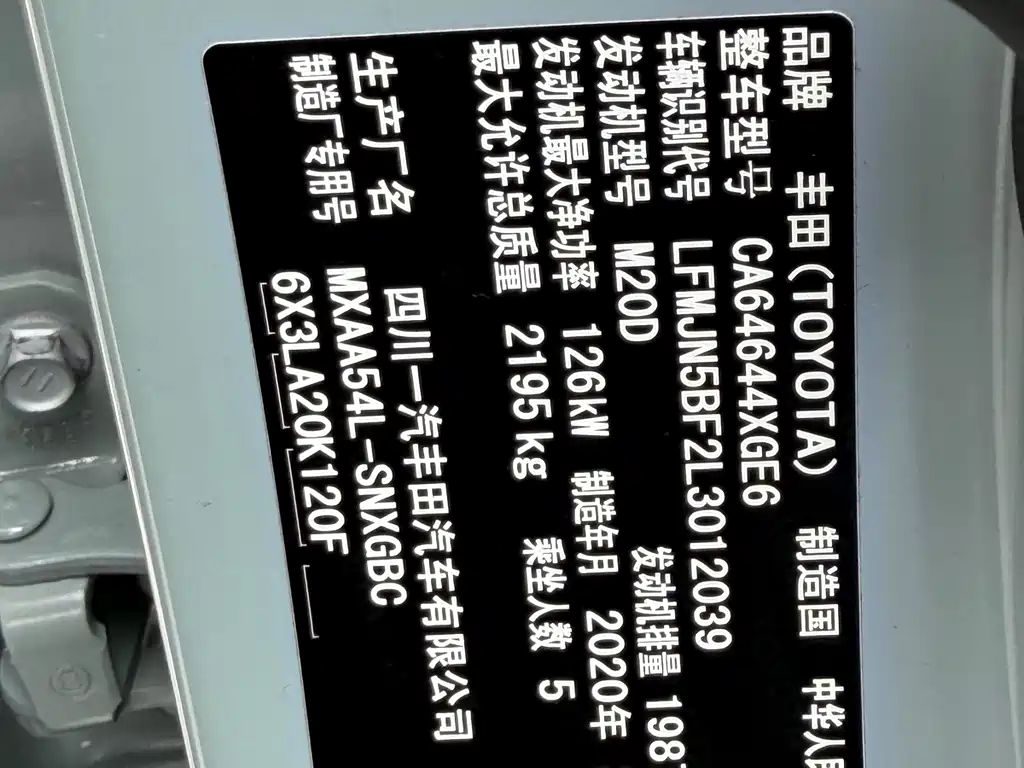 品牌 丰田(TOYOTA) 制造国 中华人民
整车型号 CA64644XGE6
车辆识别代号 LFMJN5BF2L3012039
发动机型号 M20D 发动机排量 198
发动机最大净功率 126kW 制造年月 2020年
最大允许总质量 2195kg 乘坐人数 5
生产厂名 四川一汽丰田汽车有限公司
制造厂专用号 MXAA54L-SNXGBC
6X3LA20K120F